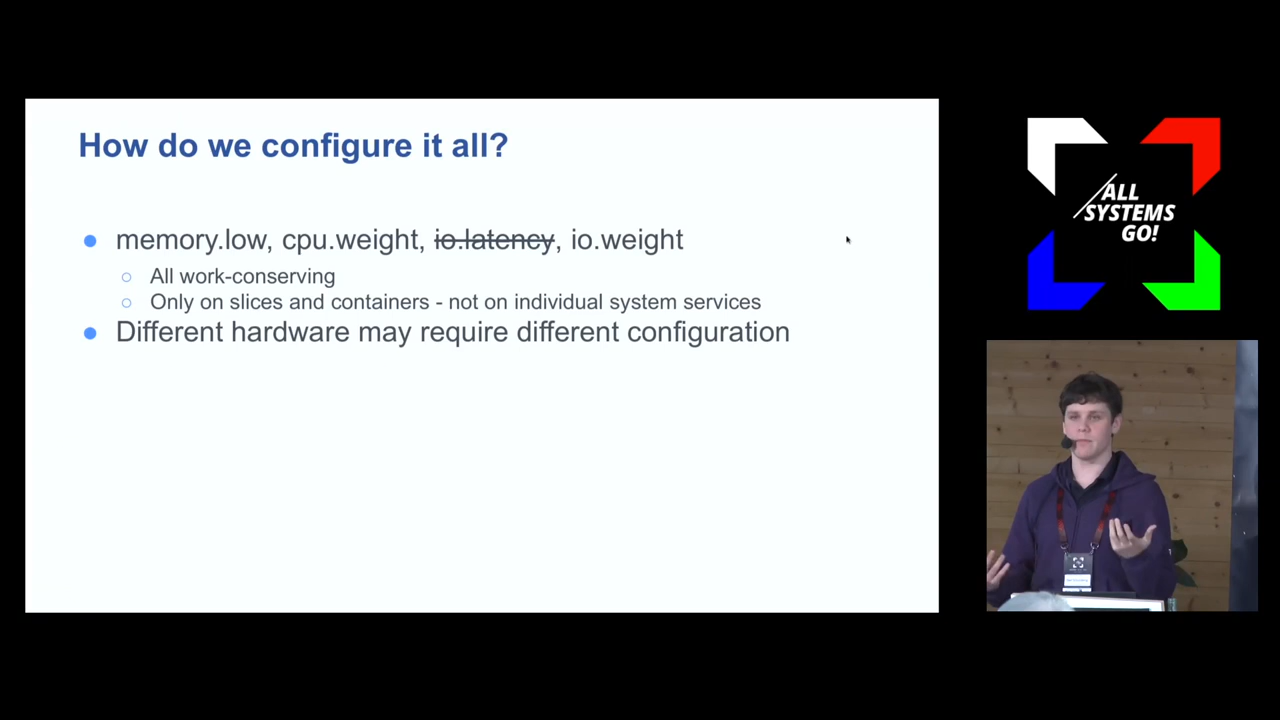 How do we configure it all?
memory.low, cpu.weight, io.latency, io.weight
All work-conserving
Only on slices and containers - not on individual system services
Different hardware may require different configuration
ALL
SYSTEMS
GO!